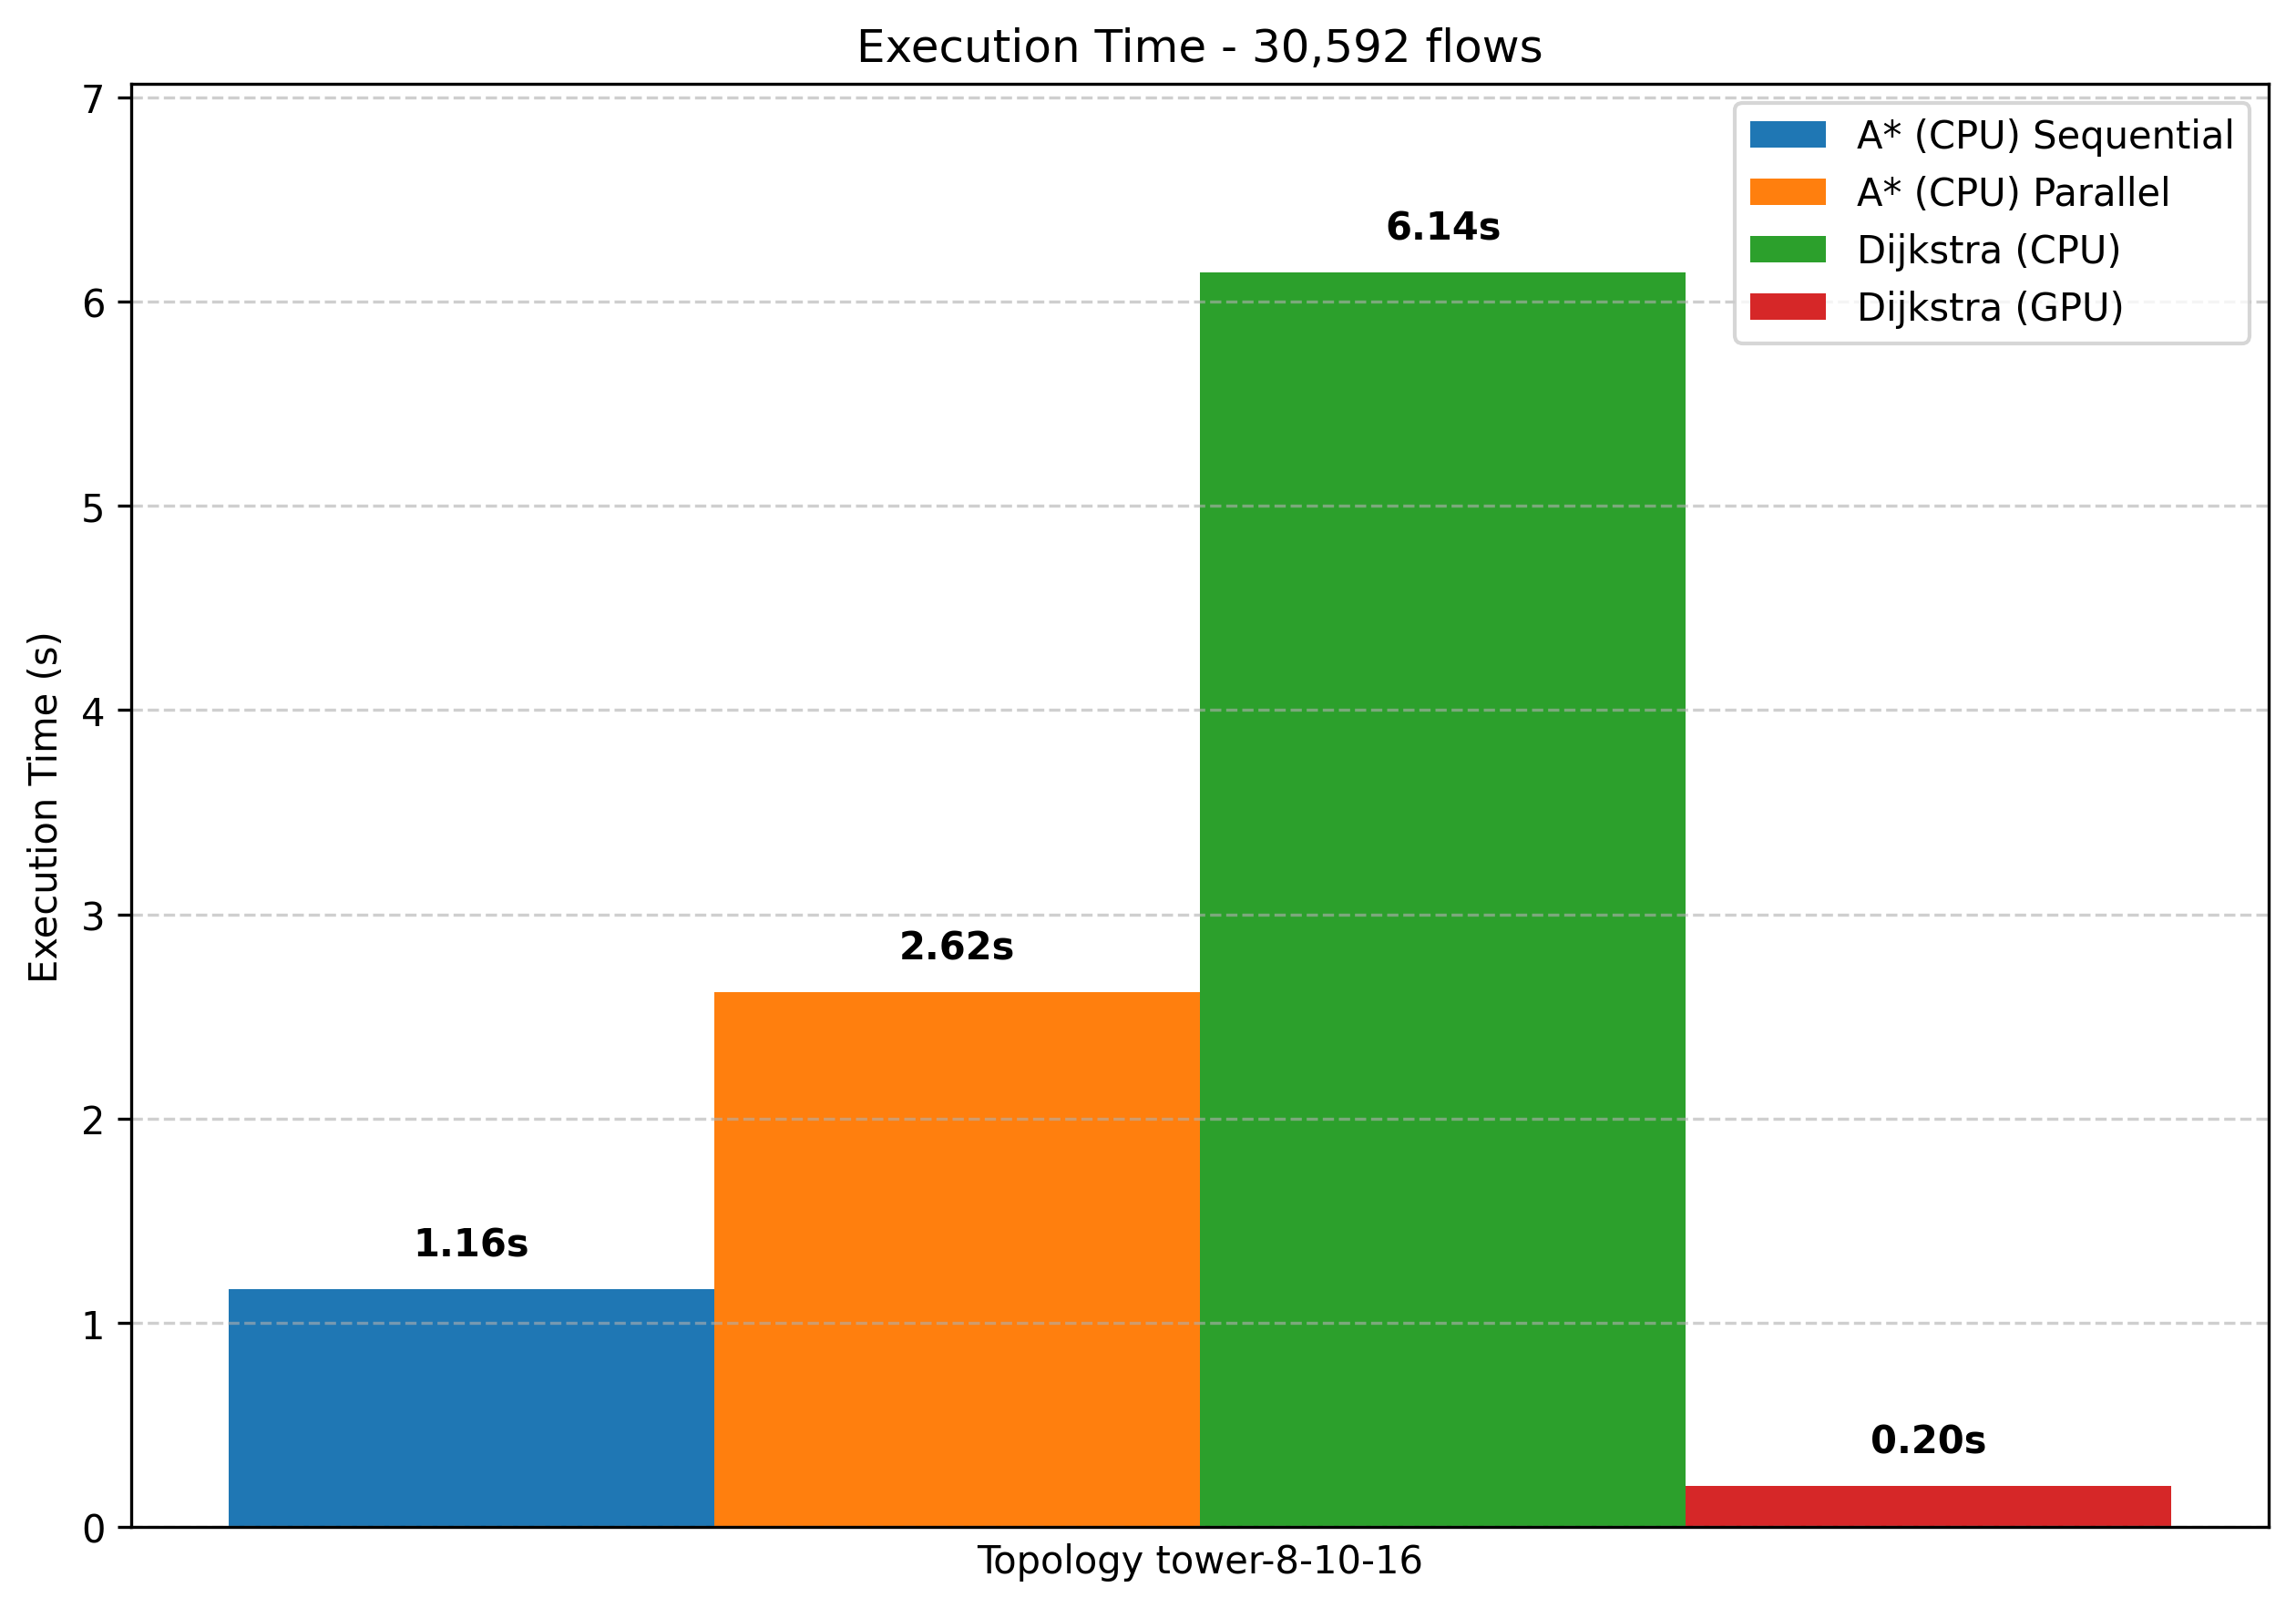 Execution Time - 30,592 flows
7
6
5
4
3
2
1
0
Execution Time (s)
A* (CPU) Sequential
A* (CPU) Parallel
Dijkstra (CPU)
Dijkstra (GPU)
1.16s
2.62s
6.14s
0.20s
Topology tower-8-10-16